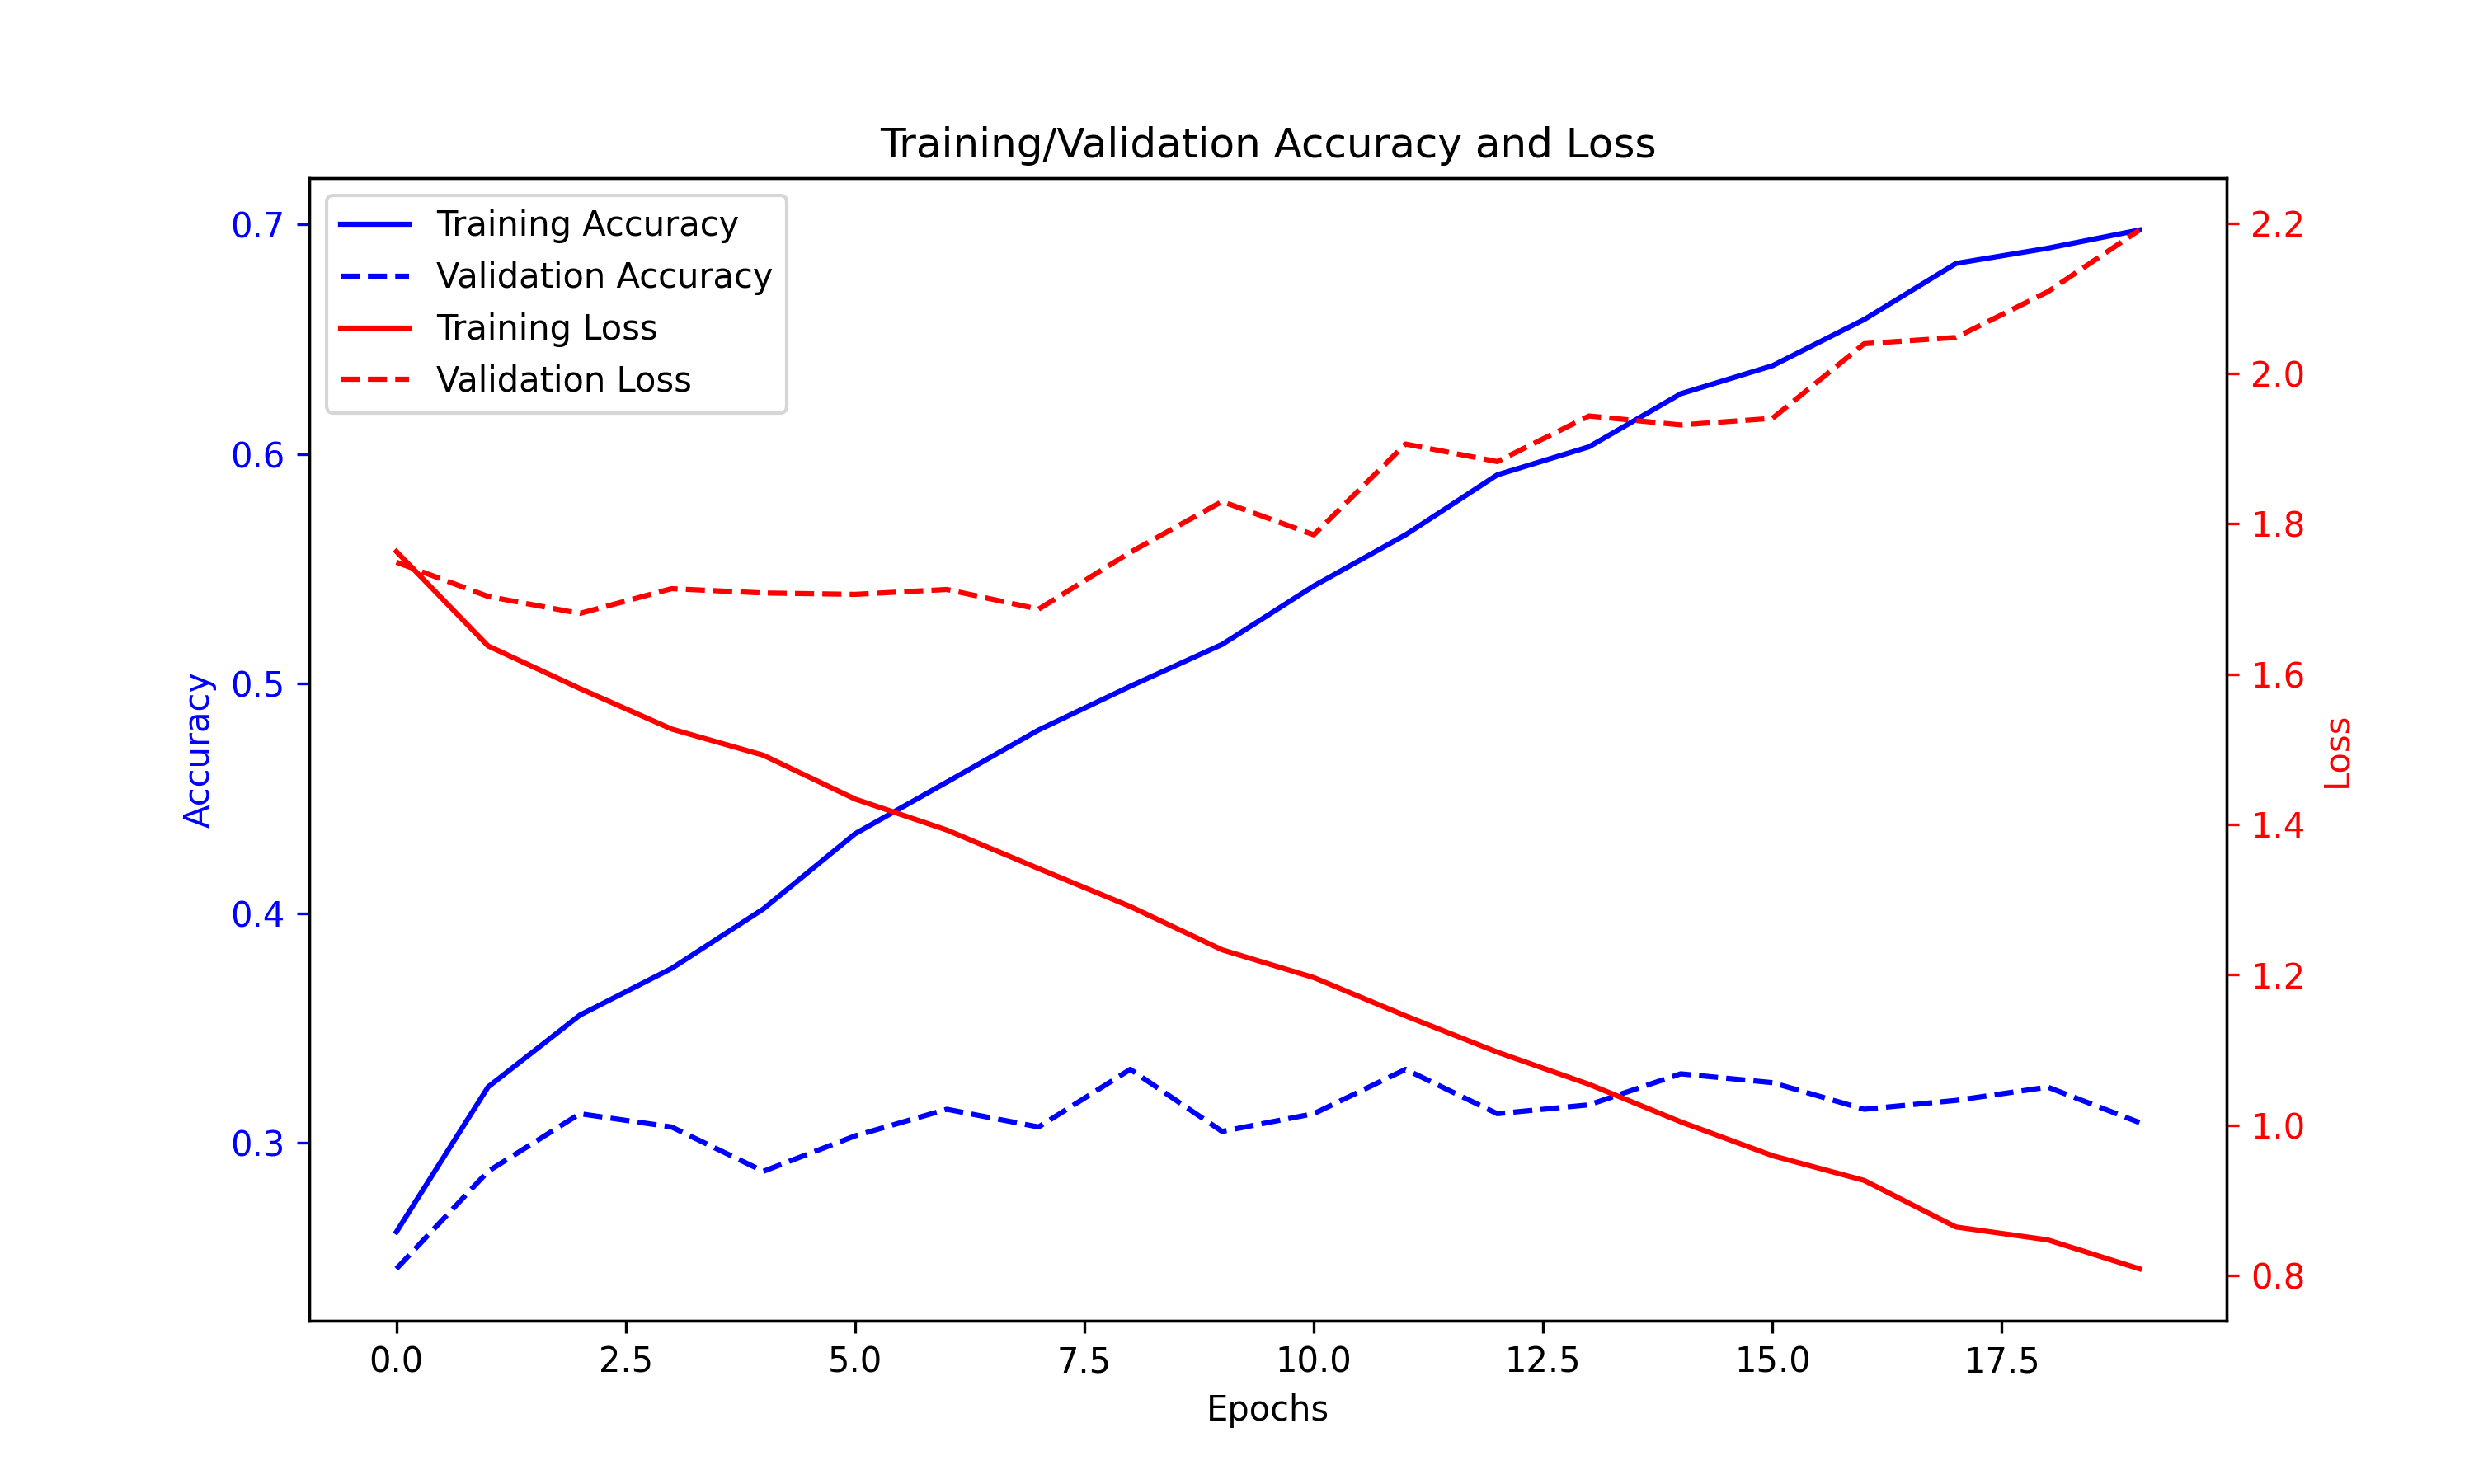 Training/Validation Accuracy and Loss
Training Accuracy
Validation Accuracy
Training Loss
Validation Loss
Accuracy
0.7
0.6
0.5
0.4
0.3
2.2
2.0
1.8
1.6
1.4
1.2
1.0
0.8
Loss
0.0 2.5 5.0 7.5 10.0 12.5 15.0 17.5
Epochs